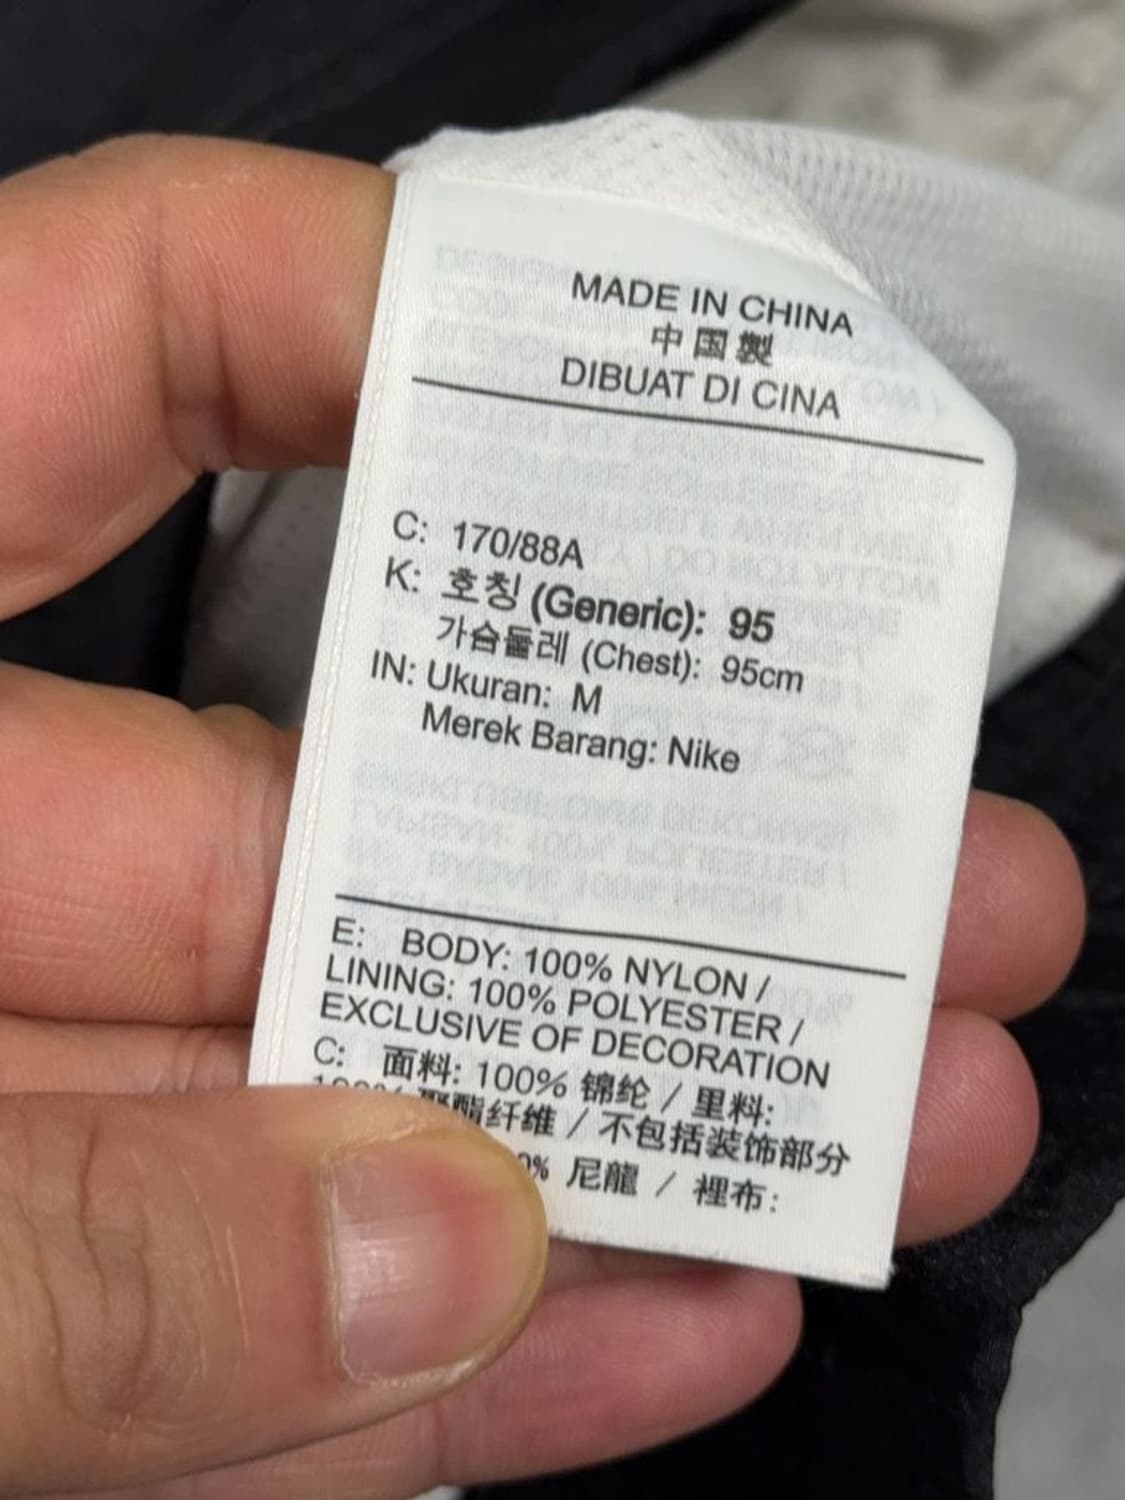 MADE IN CHINA
中国製
DIBUAT DI CINA
C: 170/88A
K: 호칭 (Generic): 95
가슴둘레 (Chest): 95cm
IN: Ukuran: M
Merek Barang: Nike
E: BODY: 100% NYLON /
LINING: 100% POLYESTER /
EXCLUSIVE OF DECORATION
C: 面料: 100% 锦纶 / 里料:
100% 聚酯纤维 / 不包括装饰部分
尼龍 / 裡布: